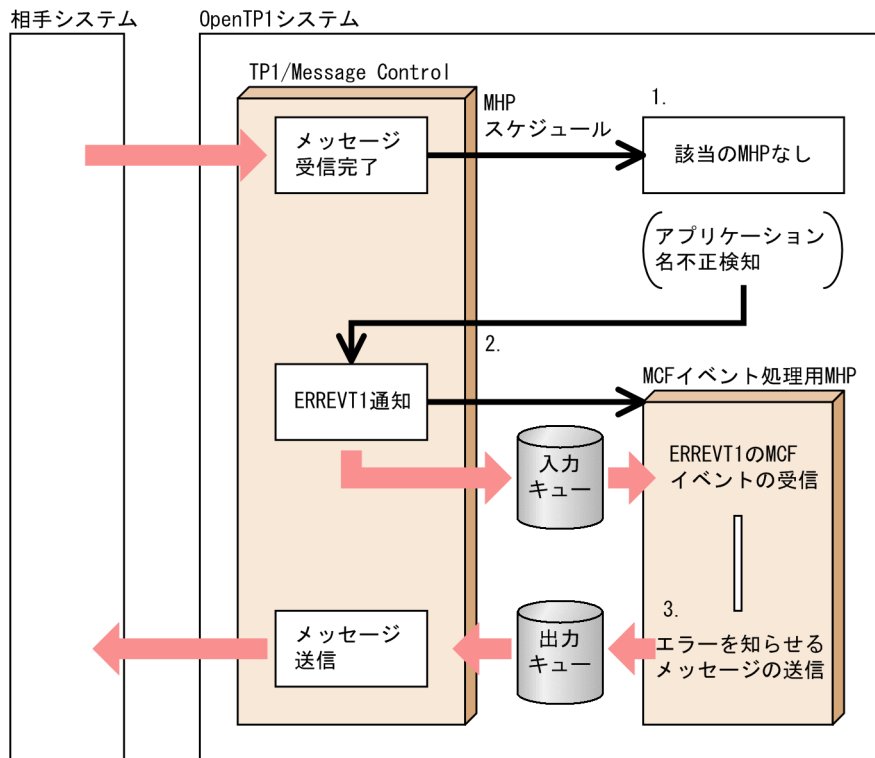 相手システム
OpenTP1システム
TP1/Message Control
MHP
スケジュール
1.
メッセージ
受信完了
該当のMHPなし
アプリケーション
名不正検知
2.
ERREVT1通知
MCFイベント処理用MHP
入力
キュー
ERREVT1のMCF
イベントの受信
3.
メッセージ
送信
出力
キュー
エラーを知らせる
メッセージの送信